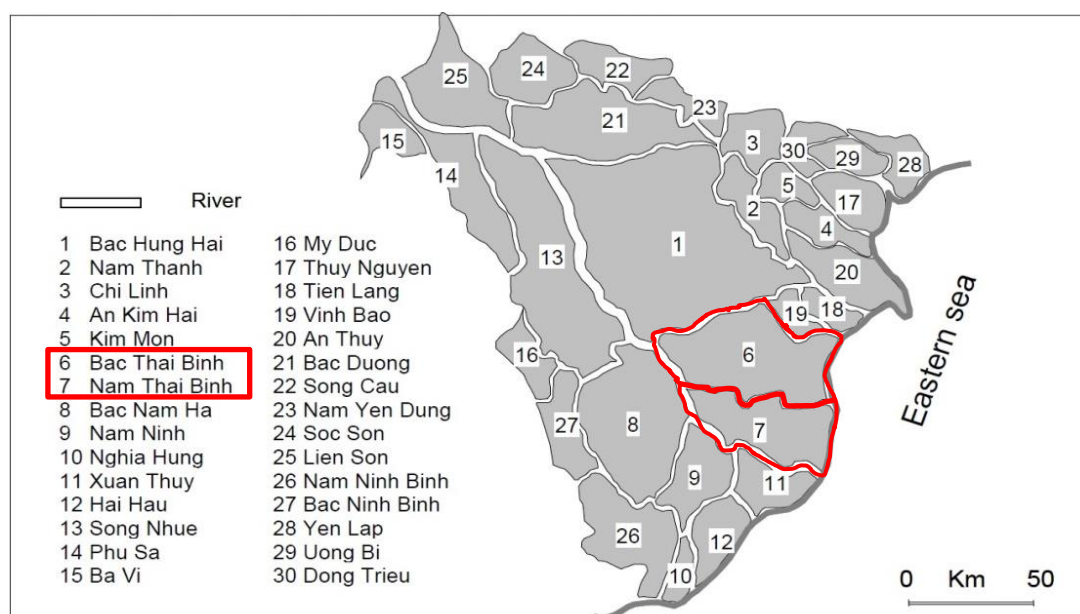 River
1 Bac Hung Hai
2 Nam Thanh
3 Chi Linh
4 An Kim Hai
5 Kim Mon
6 Bac Thai Binh
7 Nam Thai Binh
8 Bac Nam Ha
9 Nam Ninh
10 Nghia Hung
11 Xuan Thuy
12 Hai Hau
13 Song Nhue
14 Phu Sa
15 Ba Vi
16 My Duc
17 Thuy Nguyen
18 Tien Lang
19 Vinh Bao
20 An Thuy
21 Bac Duong
22 Song Cau
23 Nam Yen Dung
24 Soc Son
25 Lien Son
26 Nam Ninh Binh
27 Bac Ninh Binh
28 Yen Lap
29 Uong Bi
30 Dong Trieu
25
24
22
23
21
15
14
3
30
29
28
5
17
2
4
1
13
20
18
19
16
6
27
8
7
9
11
26
12
10
Eastern sea
0 Km 50